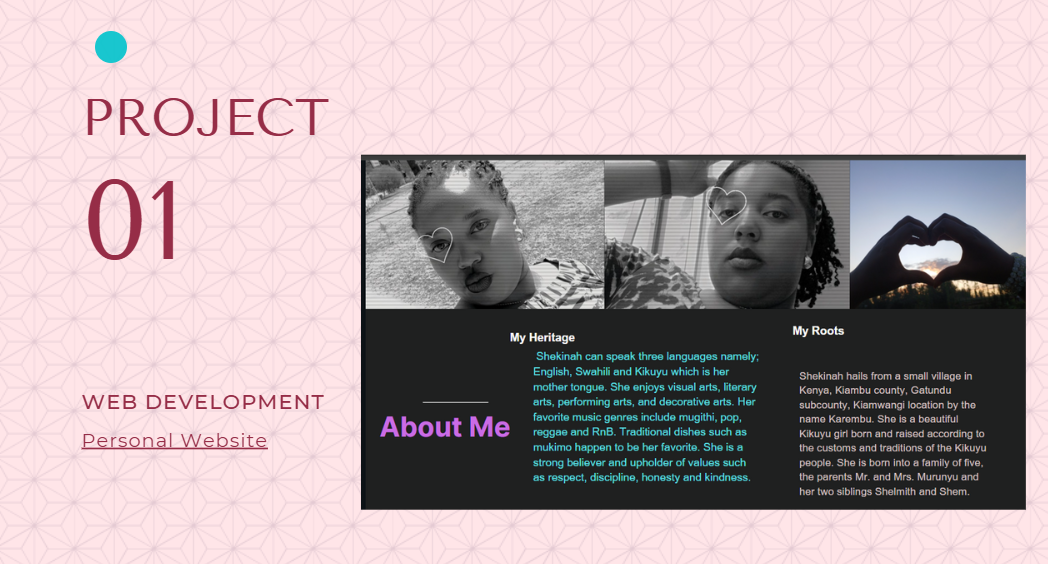 PROJECT
01
WEB DEVELOPMENT
Personal Website
About Me
My Heritage
Shekinah can speak three languages namely;
English, Swahili and Kikuyu which is her
mother tongue. She enjoys visual arts, literary
arts, performing arts, and decorative arts. Her
favorite music genres include mugithi, pop,
reggae and RnB. Traditional dishes such as
mukimo happen to be her favorite. She is a
strong believer and upholder of values such
as respect, discipline, honesty and kindness.
My Roots
Shekinah hails from a small village in
Kenya, Kiambu county, Gatundu
subcounty, Kiamwangi location by the
name Karembu. She is a beautiful
Kikuyu girl born and raised according to
the customs and traditions of the Kikuyu
people. She is born into a family of five,
the parents Mr. and Mrs. Murunyu and
her two siblings Shelmith and Shem.